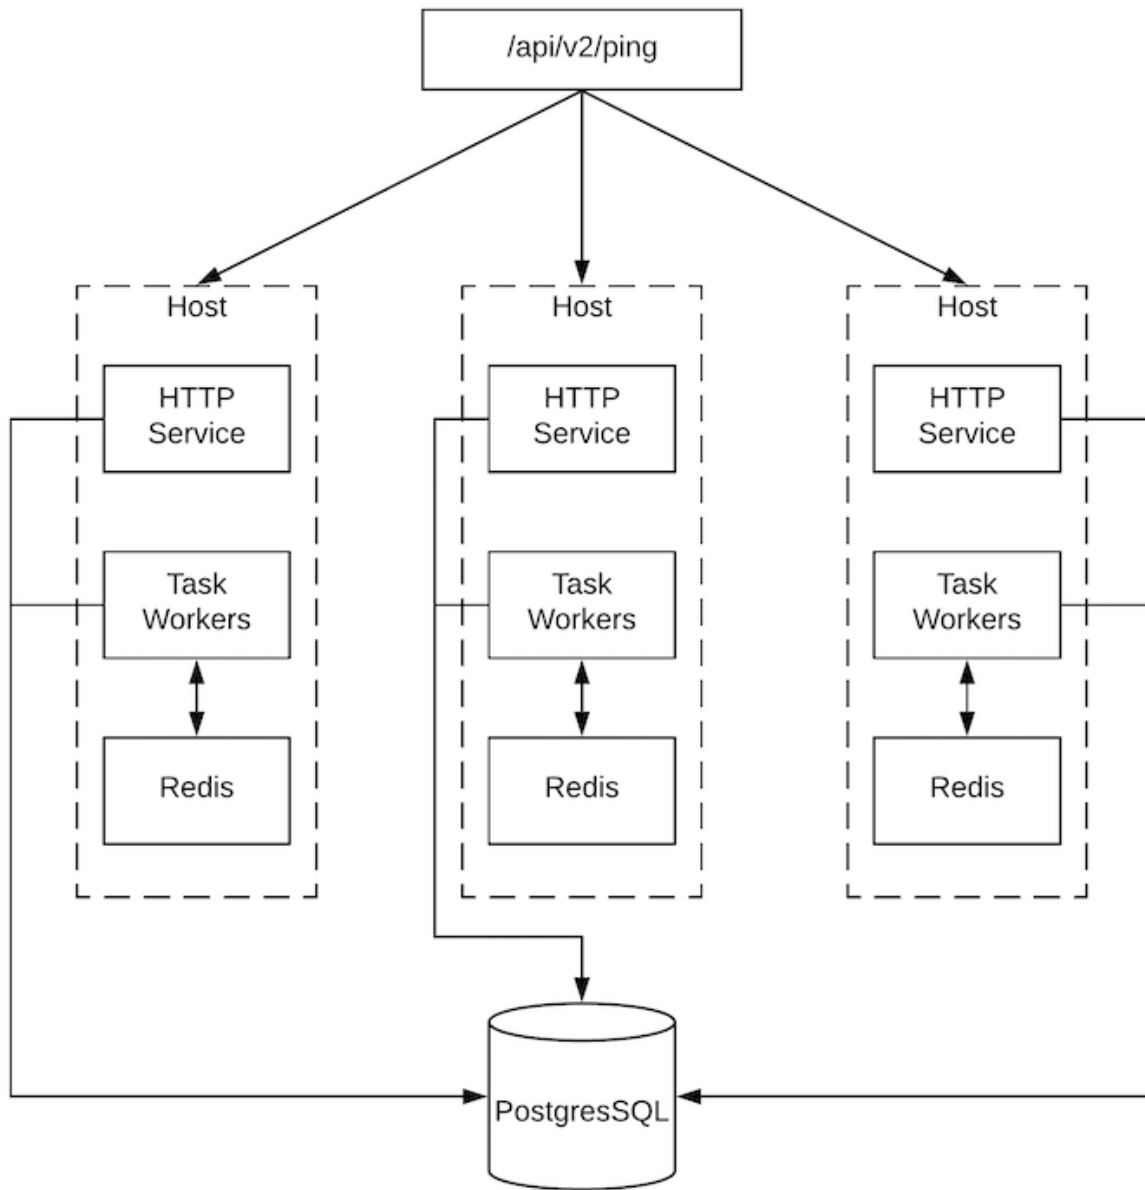 /api/v2/ping
Host
HTTP
Service
Task
Workers
Redis
Host
HTTP
Service
Task
Workers
Redis
Host
HTTP
Service
Task
Workers
Redis
PostgresSQL